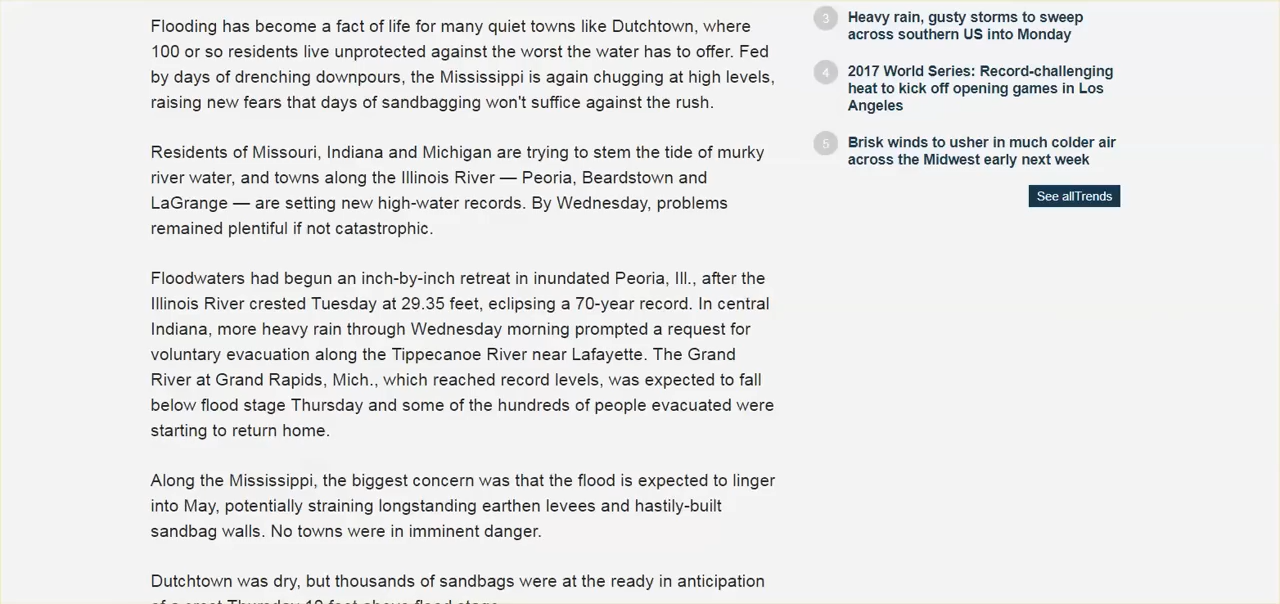 Flooding has become a fact of life for many quiet towns like Dutchtown, where
100 or so residents live unprotected against the worst the water has to offer. Fed
by days of drenching downpours, the Mississippi is again chugging at high levels,
raising new fears that days of sandbagging won't suffice against the rush.
Residents of Missouri, Indiana and Michigan are trying to stem the tide of murky
river water, and towns along the Illinois River — Peoria, Beardstown and
LaGrange — are setting new high-water records. By Wednesday, problems
remained plentiful if not catastrophic.
Floodwaters had begun an inch-by-inch retreat in inundated Peoria, Ill., after the
Illinois River crested Tuesday at 29.35 feet, eclipsing a 70-year record. In central
Indiana, more heavy rain through Wednesday morning prompted a request for
voluntary evacuation along the Tippecanoe River near Lafayette. The Grand
River at Grand Rapids, Mich., which reached record levels, was expected to fall
below flood stage Thursday and some of the hundreds of people evacuated were
starting to return home.
Along the Mississippi, the biggest concern was that the flood is expected to linger
into May, potentially straining longstanding earthen levees and hastily-built
sandbag walls. No towns were in imminent danger.
Dutchtown was dry, but thousands of sandbags were at the ready in anticipation
of a crest Thursday 10 feet above flood stage.
3
Heavy rain, gusty storms to sweep
across southern US into Monday
4
2017 World Series: Record-challenging
heat to kick off opening games in Los
Angeles
5
Brisk winds to usher in much colder air
across the Midwest early next week
See allTrends